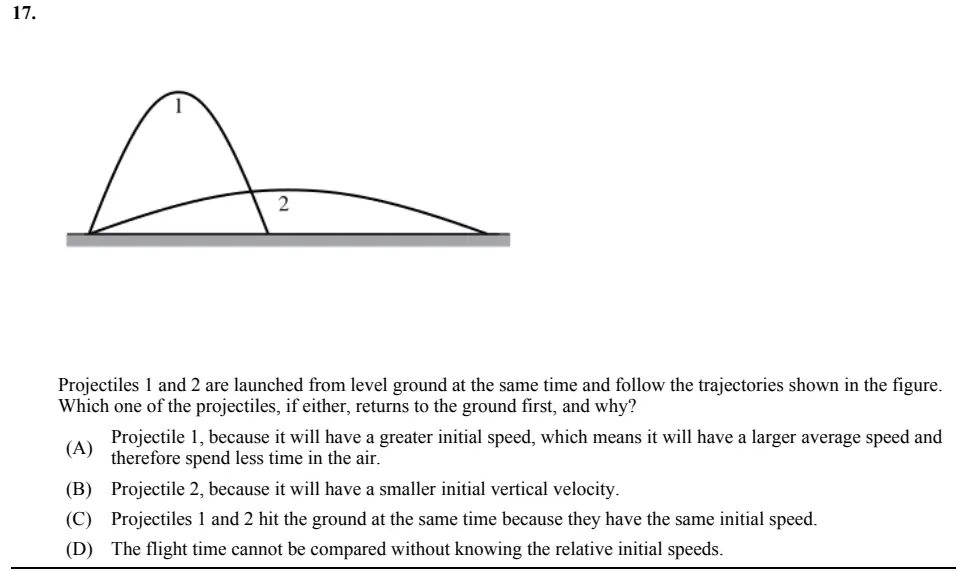 17.
1
2
Projectiles 1 and 2 are launched from level ground at the same time and follow the trajectories shown in the figure.
Which one of the projectiles, if either, returns to the ground first, and why?
(A) Projectile 1, because it will have a greater initial speed, which means it will have a larger average speed and
therefore spend less time in the air.
(B) Projectile 2, because it will have a smaller initial vertical velocity.
(C) Projectiles 1 and 2 hit the ground at the same time because they have the same initial speed.
(D) The flight time cannot be compared without knowing the relative initial speeds.